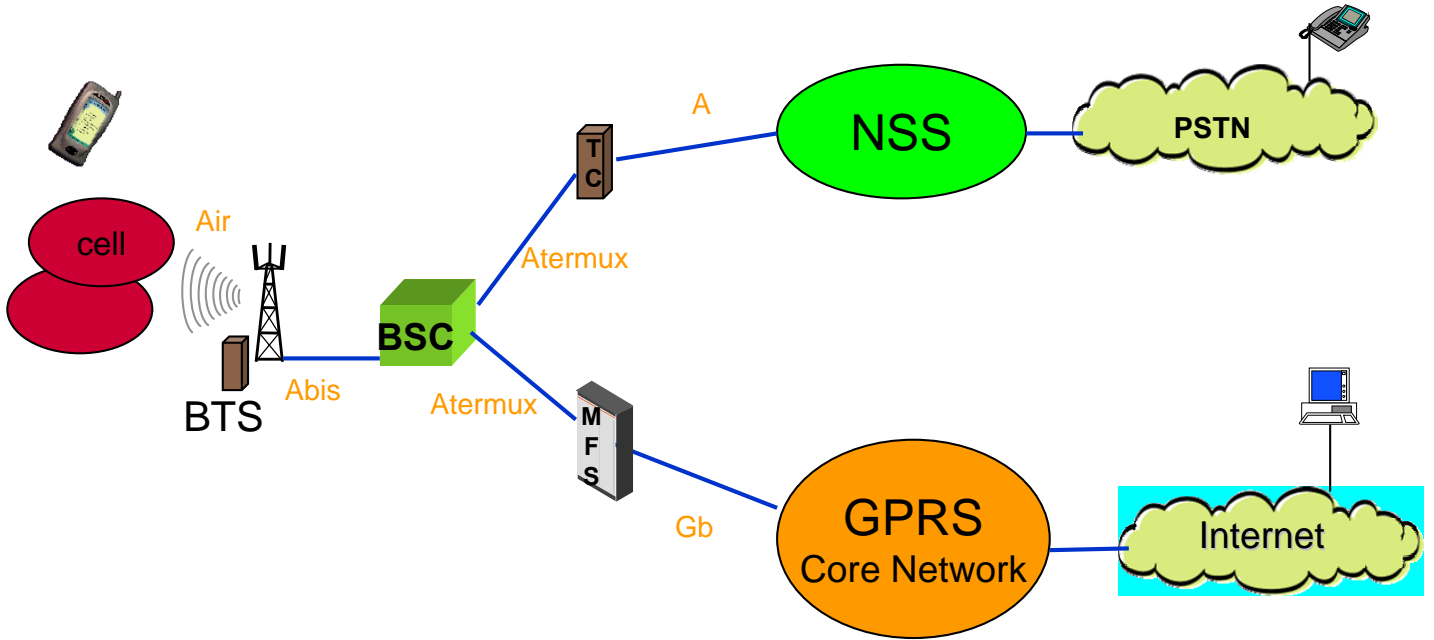 A
NSS
PSTN
T
C
Air
cell
Atermux
BSC
Abis
BTS
Atermux
M
F
S
Gb
GPRS
Core Network
Internet